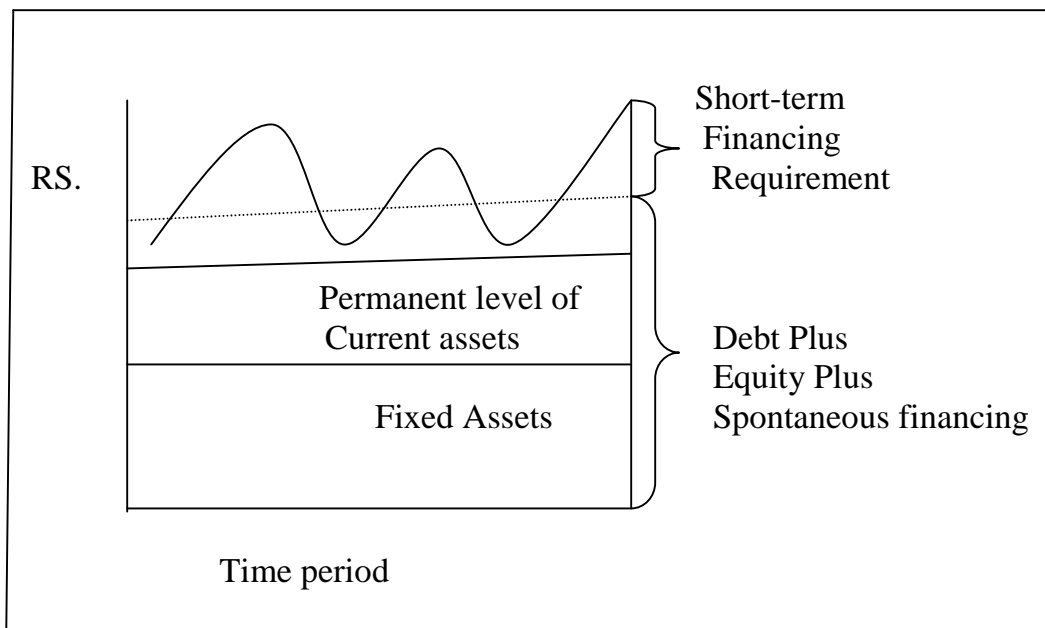 Short-term
Financing
Requirement
RS.
Permanent level of
Current assets
Debt Plus
Equity Plus
Spontaneous financing
Fixed Assets
Time period